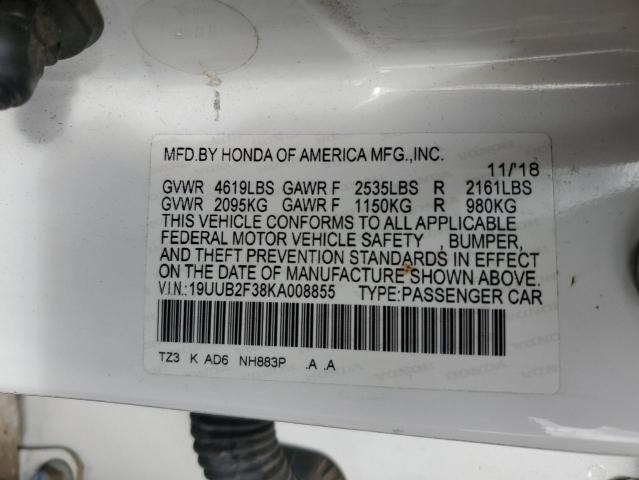 MFD.BY HONDA OF AMERICA MFG.,INC.
11/'18
GVWR 4619LBS GAWR F 2535LBS R 2161LBS
GVWR 2095KG GAWR F 1150KG R 980KG
THIS VEHICLE CONFORMS TO ALL APPLICABLE
FEDERAL MOTOR VEHICLE SAFETY , BUMPER,
AND THEFT PREVENTION STANDARDS IN EFFECT
ON THE DATE OF MANUFACTURE SHOWN ABOVE.
V.I.N.:19UUB2F38KA008855 TYPE:PASSENGER CAR
TZ3 K AD6 NH883P .A .A